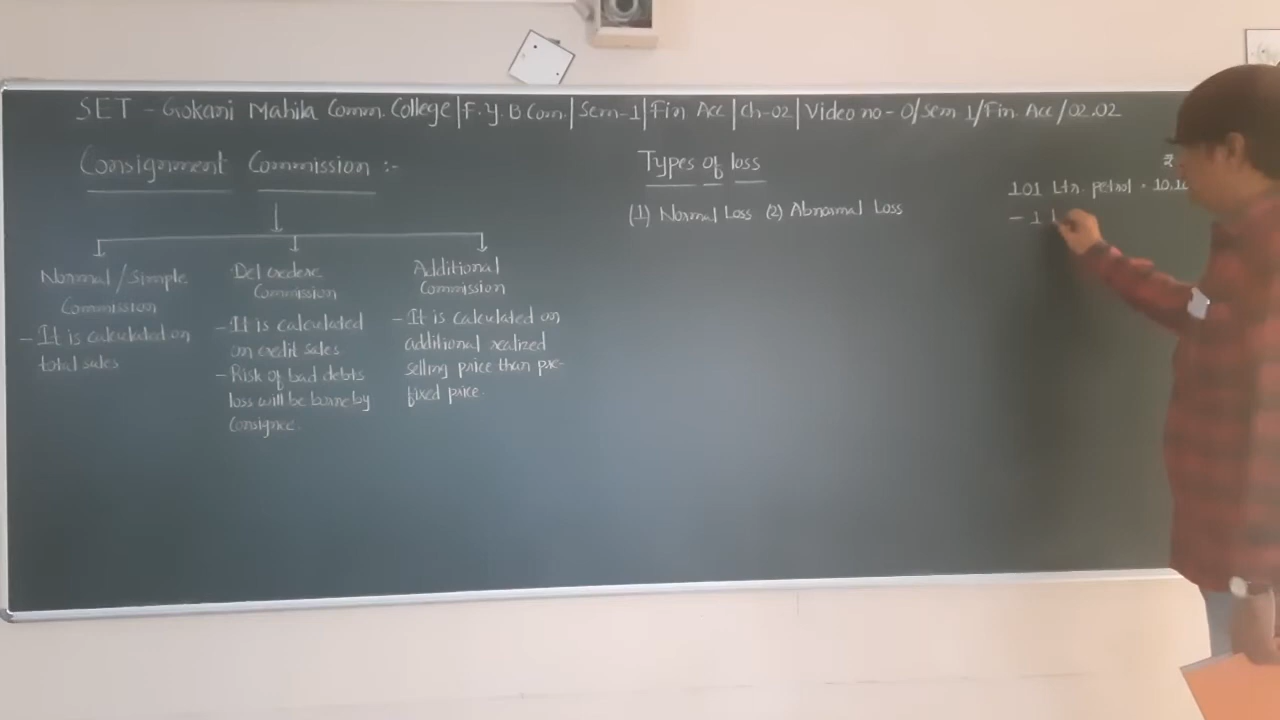 SET - Gokani Mahila Comm. College | F. Y. B Com. | Sem-1 | Fin Acc | Ch-02 | Video no - 0/Sem 1/Fin. Acc /02.02
Consignment Commission :-
Normal/Simple
Commission
- It is calculated on
total sales
Del credere
Commission
- It is calculated
on credit sales
- Risk of bad debts
loss will be borne by
Consignee.
Additional
Commission
- It is calculated on
additional realized
selling price than pre-
fixed price.
Types of loss
(1) Normal Loss (2) Abnormal Loss
₹
101 Ltr. petrol = 10,10
- 1 L